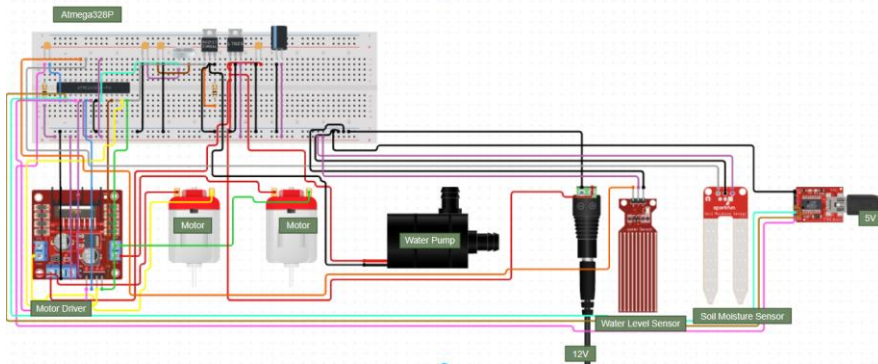 Atmega328P
Motor
Motor
Water Pump
5V
Motor Driver
Water Level Sensor
Soil Moisture Sensor
12V